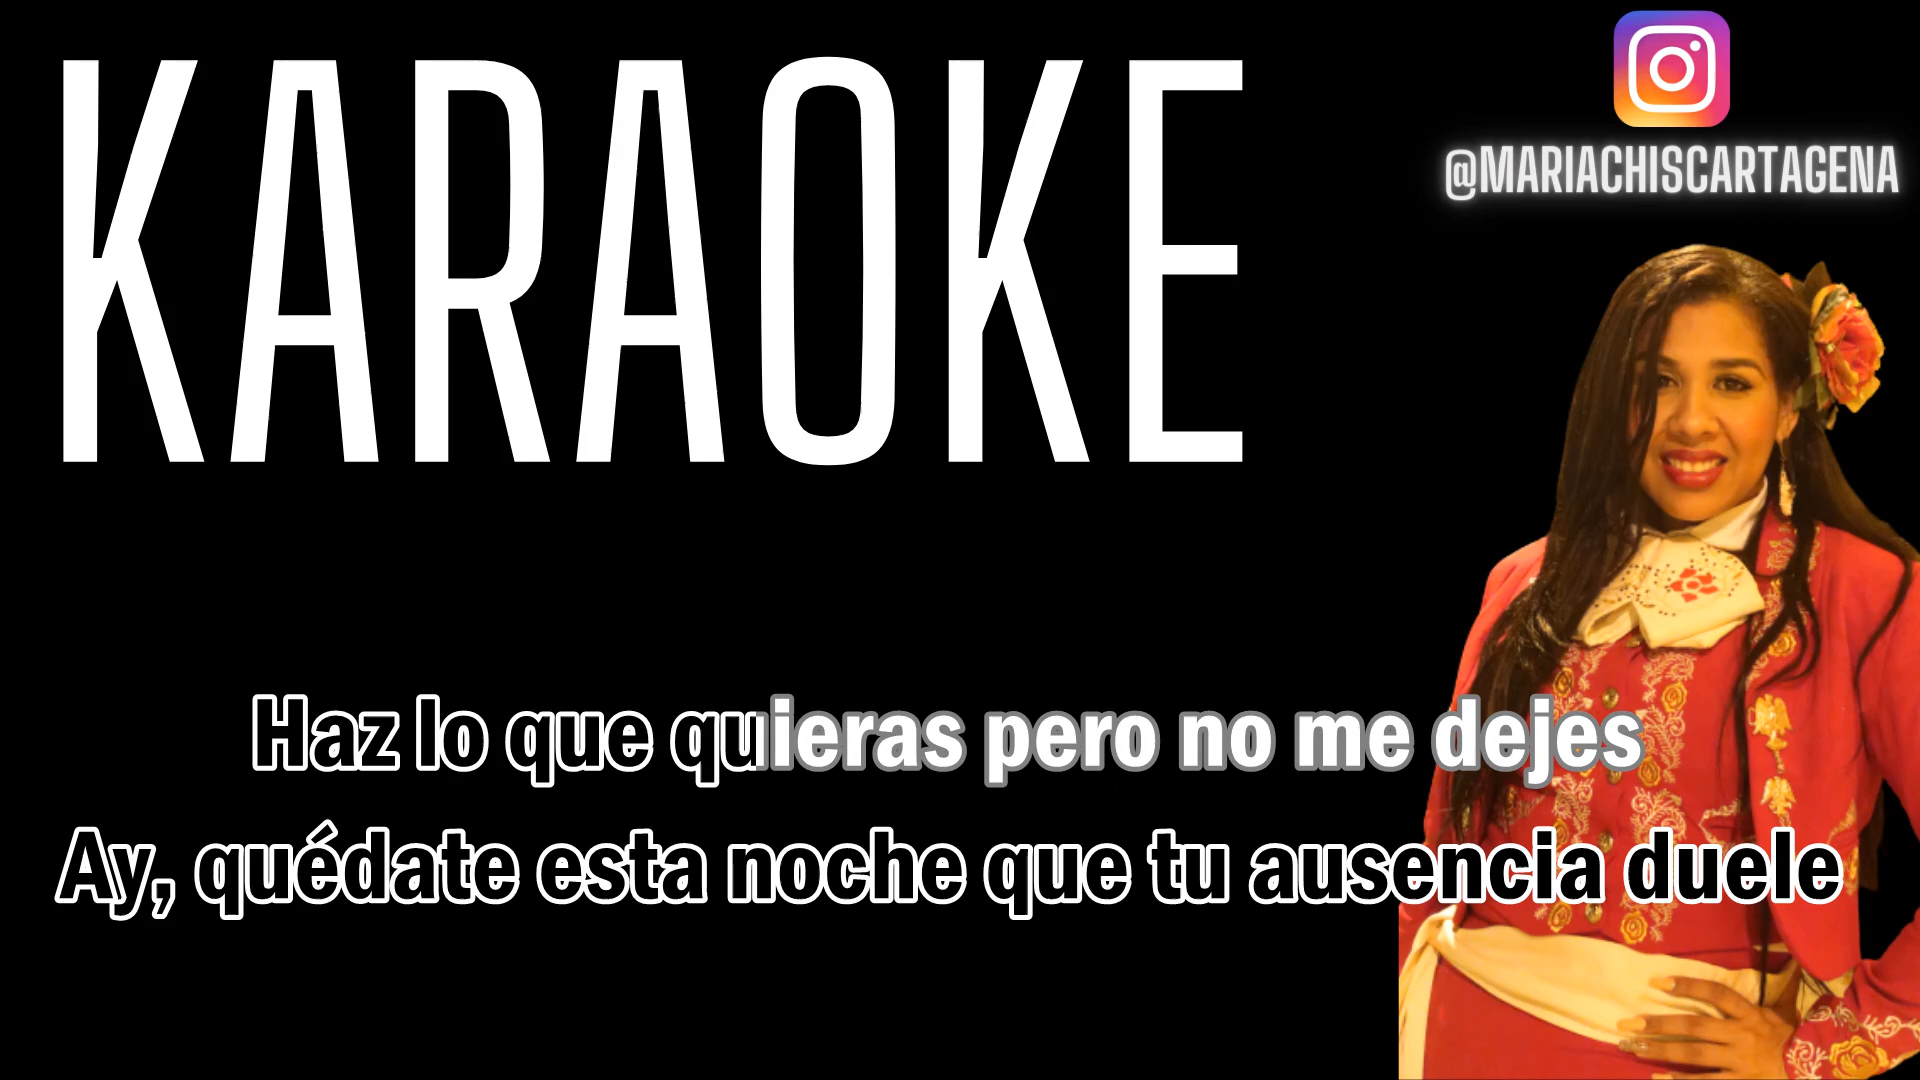 KARAOKE
@MARIACHISCARTAGENA
Haz lo que quieras pero no me dejes
Ay, quédate esta noche que tu ausencia duele